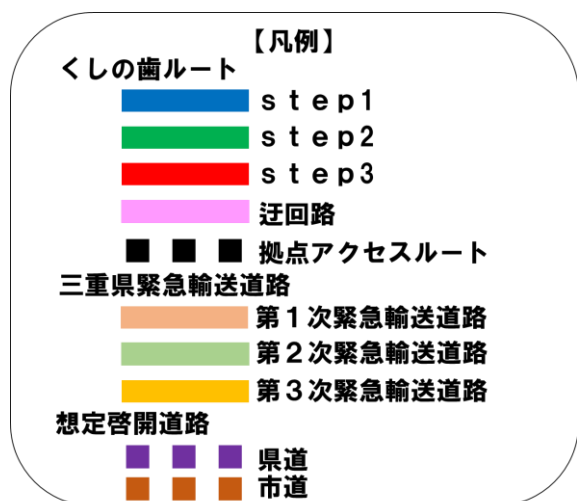 【凡例】
くしの歯ルート
ｓｔｅｐ1
ｓｔｅｐ2
ｓｔｅｐ3
迂回路
拠点アクセスルート
三重県緊急輸送道路
第１次緊急輸送道路
第２次緊急輸送道路
第３次緊急輸送道路
想定啓開道路
県道
市道